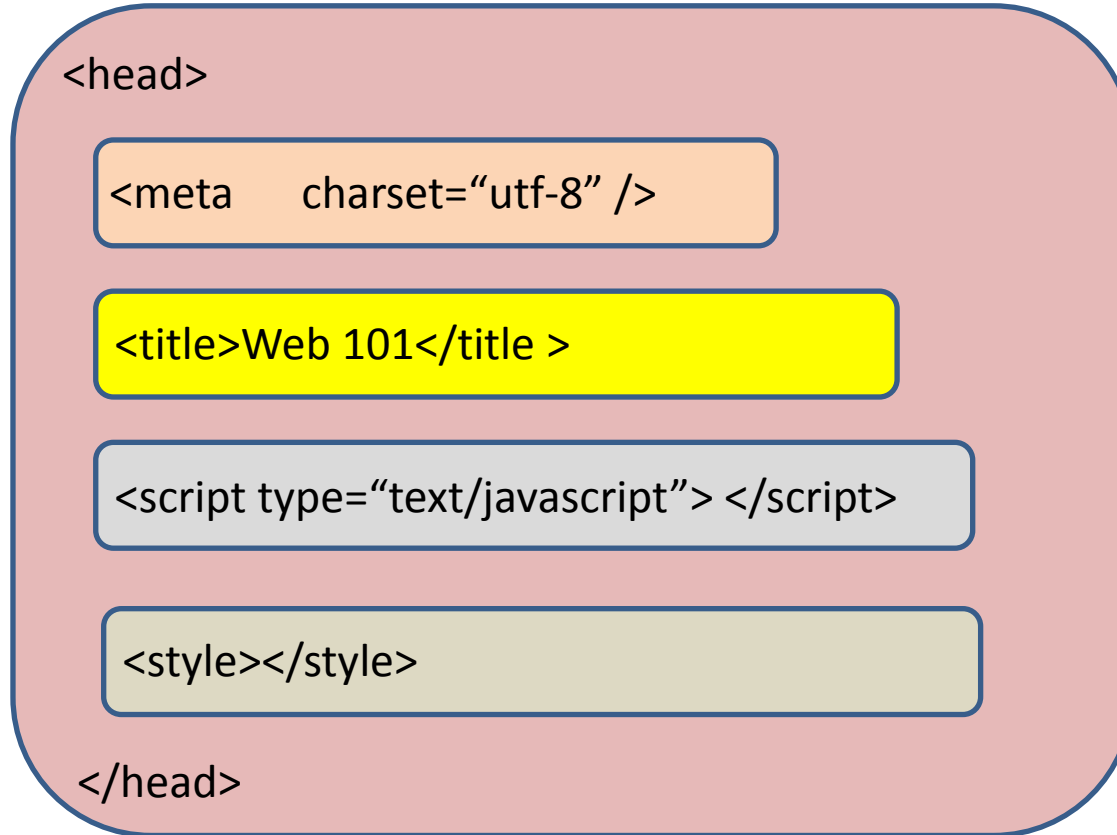 <head>
<meta      charset=“utf-8” />
<title>Web 101</title >
<script type=“text/javascript”> </script>
<style></style>
</head>